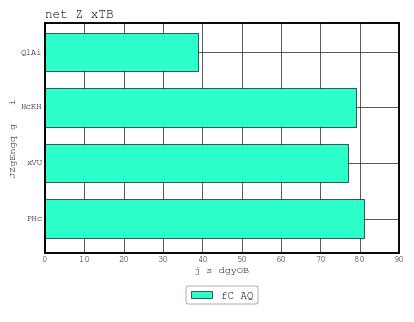 net Z xTB
QlAi
HcKH
xVU
PHc
JZgEngq g  i
0 10 20 30 40 50 60 70 80 90
j s dgyOB
fC AQ